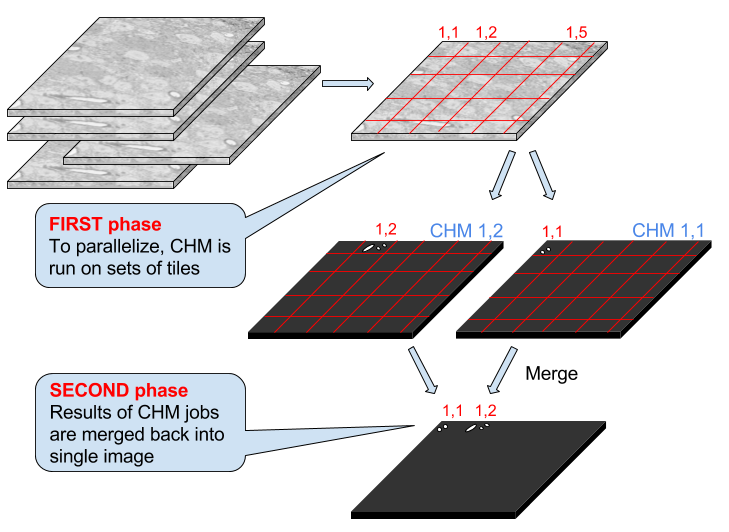 1,1 1,2 1,5
FIRST phase
To parallelize, CHM is
run on sets of tiles
1,2 CHM 1,2
1,1 CHM 1,1
Merge
SECOND phase
Results of CHM jobs
are merged back into
single image
1,1 1,2